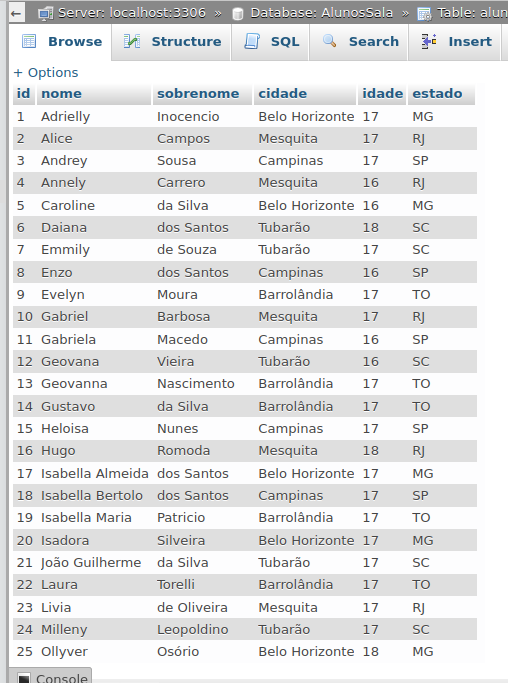 Server: localhost:3306 » Database: AlunosSala » Table: alun
Browse Structure SQL Search Insert
+ Options
id nome sobrenome cidade idade estado
1 Adrielly Inocencio Belo Horizonte 17 MG
2 Alice Campos Mesquita 17 RJ
3 Andrey Sousa Campinas 17 SP
4 Annely Carrero Mesquita 16 RJ
5 Caroline da Silva Belo Horizonte 16 MG
6 Daiana dos Santos Tubarão 18 SC
7 Emmily de Souza Tubarão 17 SC
8 Enzo dos Santos Campinas 16 SP
9 Evelyn Moura Barrolândia 17 TO
10 Gabriel Barbosa Mesquita 17 RJ
11 Gabriela Macedo Campinas 16 SP
12 Geovana Vieira Tubarão 16 SC
13 Geovanna Nascimento Barrolândia 17 TO
14 Gustavo da Silva Barrolândia 17 TO
15 Heloisa Nunes Campinas 17 SP
16 Hugo Romoda Mesquita 18 RJ
17 Isabella Almeida dos Santos Belo Horizonte 17 MG
18 Isabella Bertolo dos Santos Campinas 17 SP
19 Isabella Maria Patricio Barrolândia 17 TO
20 Isadora Silveira Belo Horizonte 17 MG
21 João Guilherme da Silva Tubarão 17 SC
22 Laura Torelli Barrolândia 17 TO
23 Livia de Oliveira Mesquita 17 RJ
24 Milleny Leopoldino Tubarão 17 SC
25 Ollyver Osório Belo Horizonte 18 MG
Console